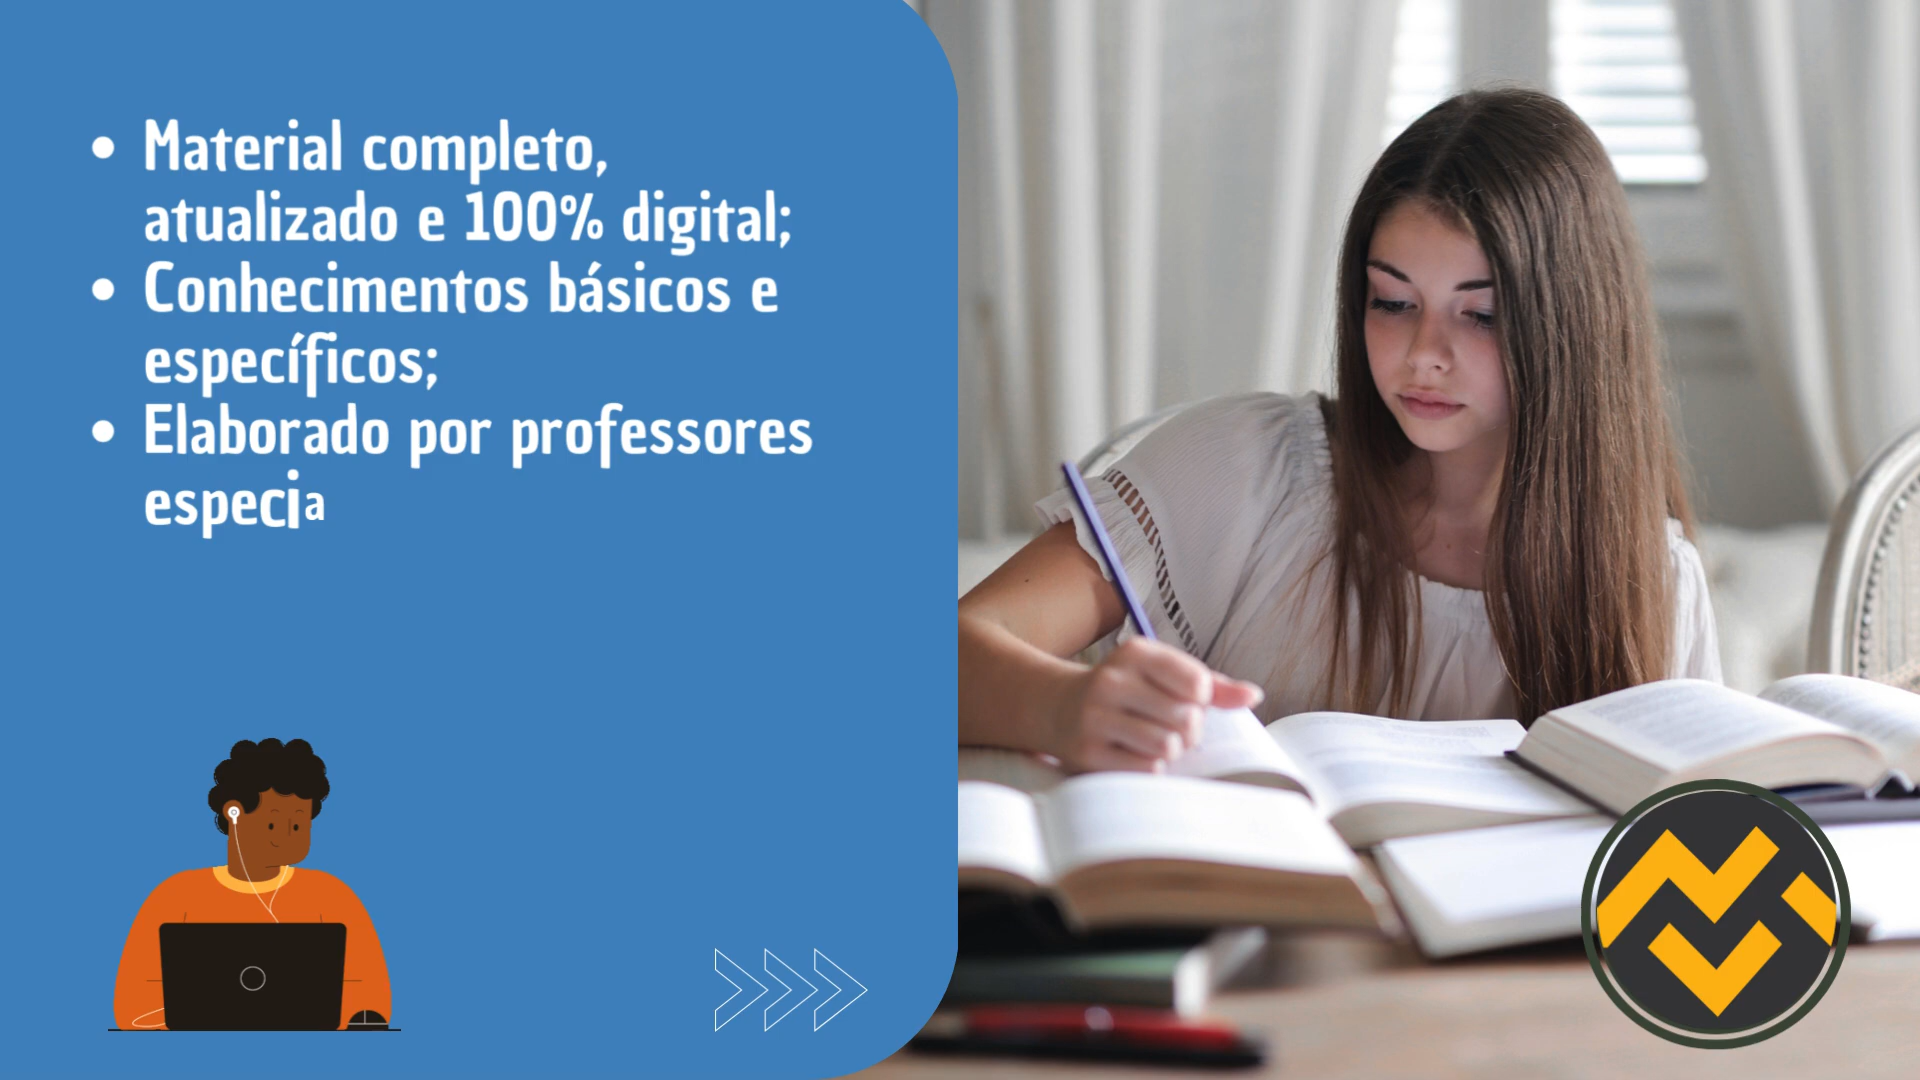 • Material completo,
atualizado e 100% digital;
• Conhecimentos básicos e
específicos;
• Elaborado por professores
especia